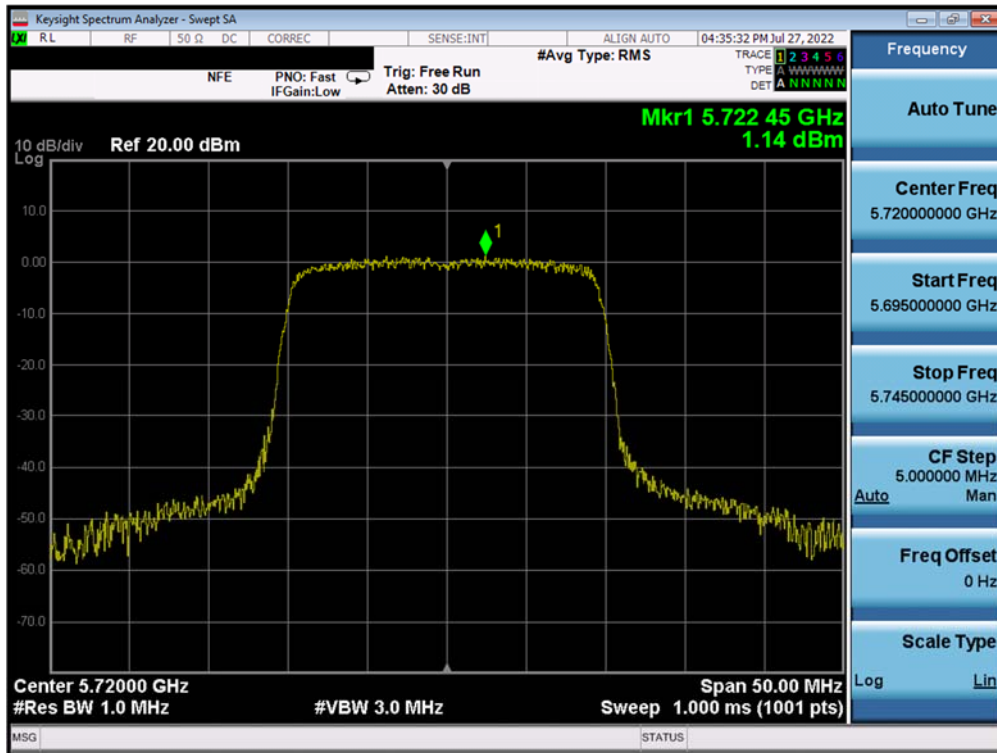 Keysight Spectrum Analyzer - Swept SA
LXI RL RF 50 Ω DC CORREC SENSE:INT ALIGN AUTO 04:35:32 PM Jul 27, 2022
NFE PNO: Fast Trig: Free Run #Avg Type: RMS TRACE 1 2 3 4 5 6
IFGain:Low Atten: 30 dB TYPE A WWWWW
DET A N N N N N
Mkr1 5.722 45 GHz
1.14 dBm
10 dB/div Ref 20.00 dBm
Log
1
10.0
0.00
-10.0
-20.0
-30.0
-40.0
-50.0
-60.0
-70.0
Center 5.72000 GHz Span 50.00 MHz
#Res BW 1.0 MHz #VBW 3.0 MHz Sweep 1.000 ms (1001 pts)
MSG STATUS
Frequency
Auto Tune
Center Freq
5.720000000 GHz
Start Freq
5.695000000 GHz
Stop Freq
5.745000000 GHz
CF Step
5.000000 MHz
Auto Man
Freq Offset
0 Hz
Scale Type
Log Lin